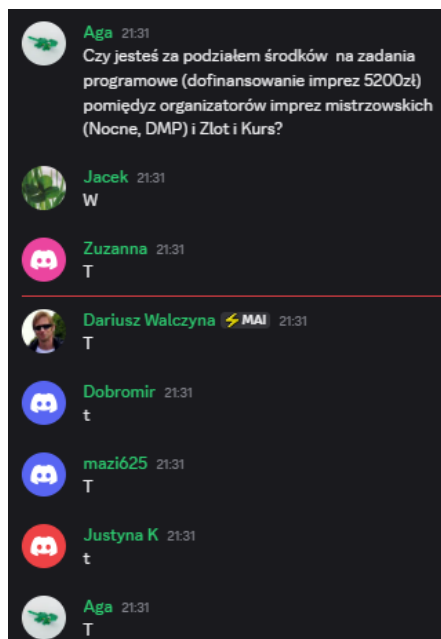 Aga 21:31
Czy jesteś za podziałem środków na zadania
programowe (dofinansowanie imprez 5200zł)
pomiędyz organizatorów imprez mistrzowskich
(Nocne, DMP) i Zlot i Kurs?
Jacek 21:31
W
Zuzanna 21:31
T
Dariusz Walczyna ⚡MAI 21:31
T
Dobromir 21:31
t
mazi625 21:31
T
Justyna K 21:31
t
Aga 21:31
T